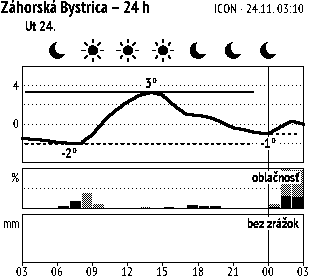 Záhorská Bystrica – 24 h
ICON · 24.11. 03:10
Ut 24.
4
3°
0
-2°
-1°
%
oblačnosť
mm
bez zrážok
03 06 09 12 15 18 21 00 03